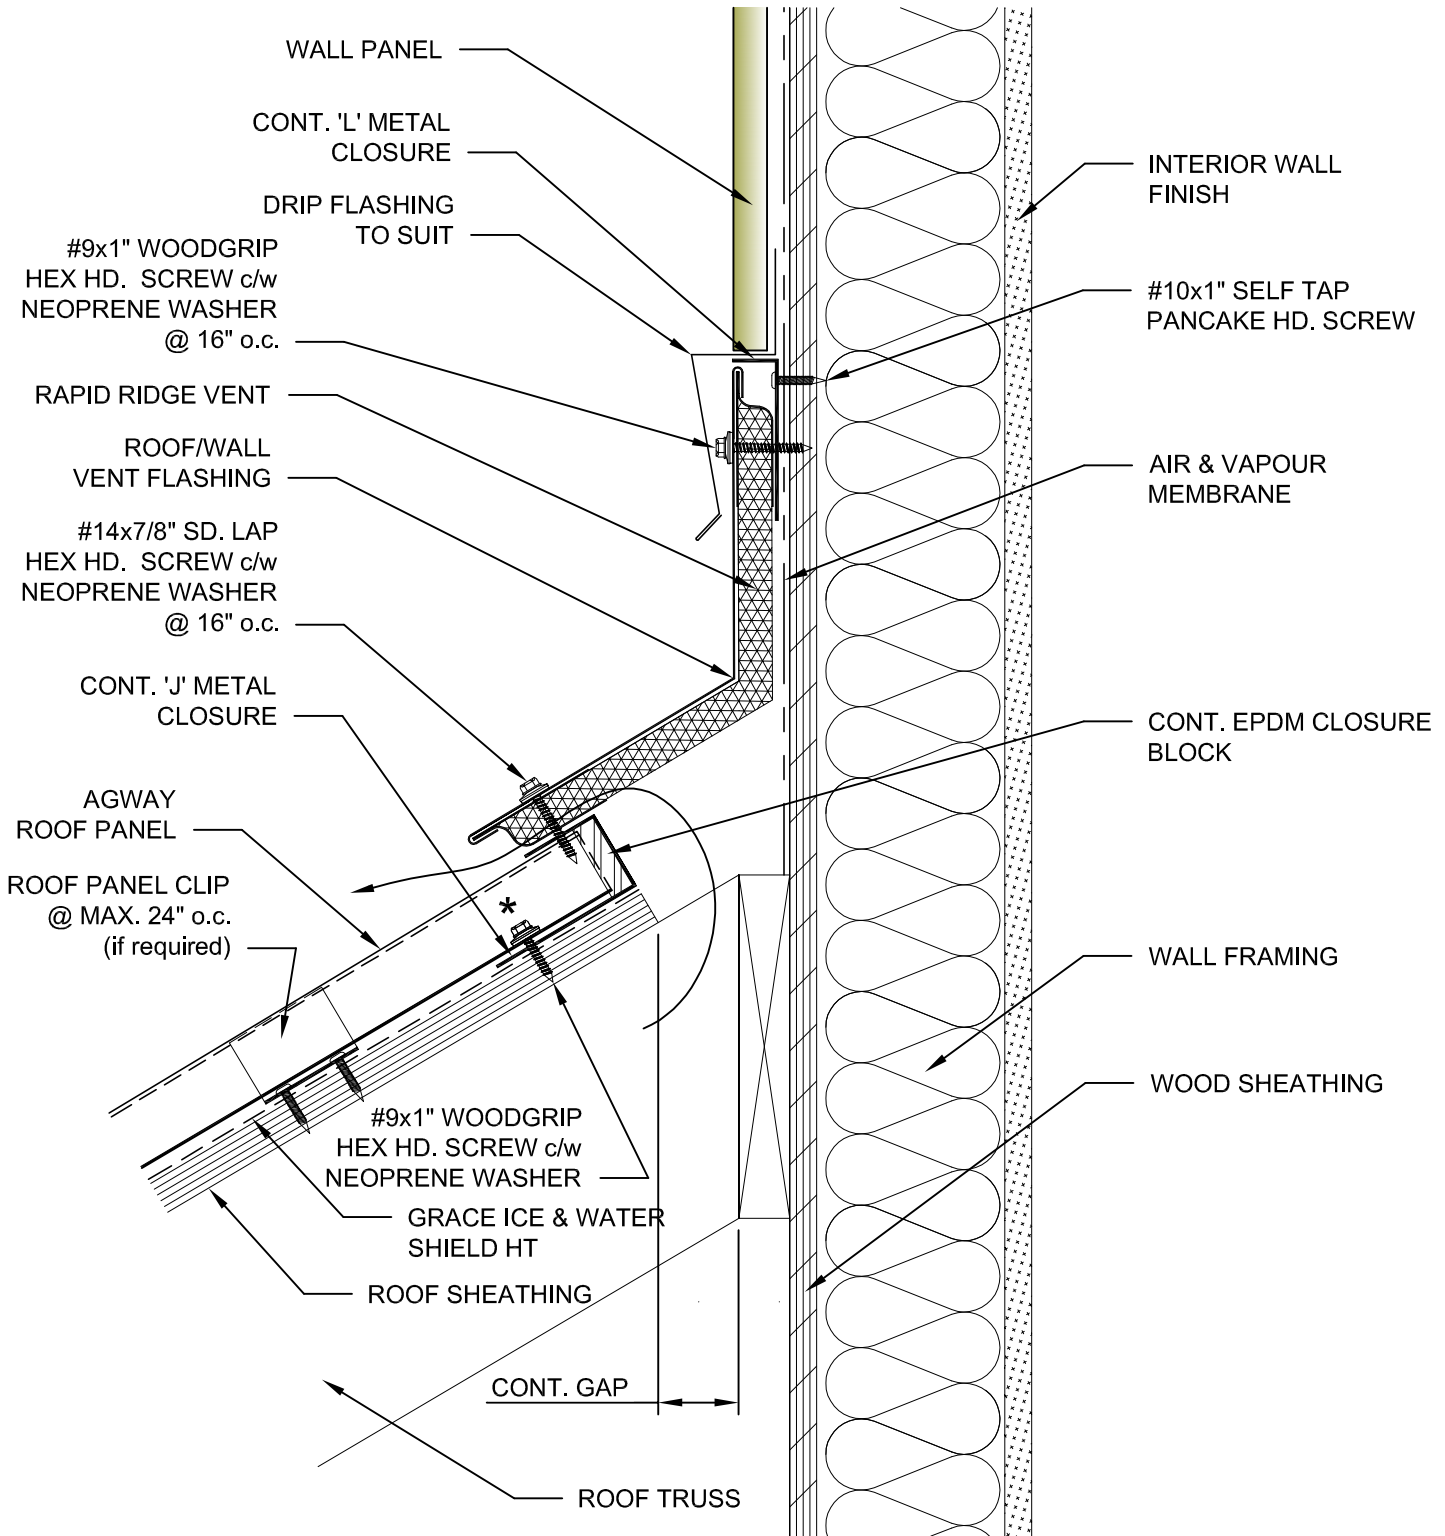 WALL PANEL
CONT. 'L' METAL
CLOSURE
DRIP FLASHING
TO SUIT
#9x1" WOODGRIP
HEX HD. SCREW c/w
NEOPRENE WASHER
@ 16" o.c.
RAPID RIDGE VENT
ROOF/WALL
VENT FLASHING
#14x7/8" SD. LAP
HEX HD. SCREW c/w
NEOPRENE WASHER
@ 16" o.c.
CONT. 'J' METAL
CLOSURE
AGWAY
ROOF PANEL
ROOF PANEL CLIP
@ MAX. 24" o.c.
(if required)
*
#9x1" WOODGRIP
HEX HD. SCREW c/w
NEOPRENE WASHER
GRACE ICE & WATER
SHIELD HT
ROOF SHEATHING
CONT. GAP
ROOF TRUSS
INTERIOR WALL
FINISH
#10x1" SELF TAP
PANCAKE HD. SCREW
AIR & VAPOUR
MEMBRANE
CONT. EPDM CLOSURE
BLOCK
WALL FRAMING
WOOD SHEATHING